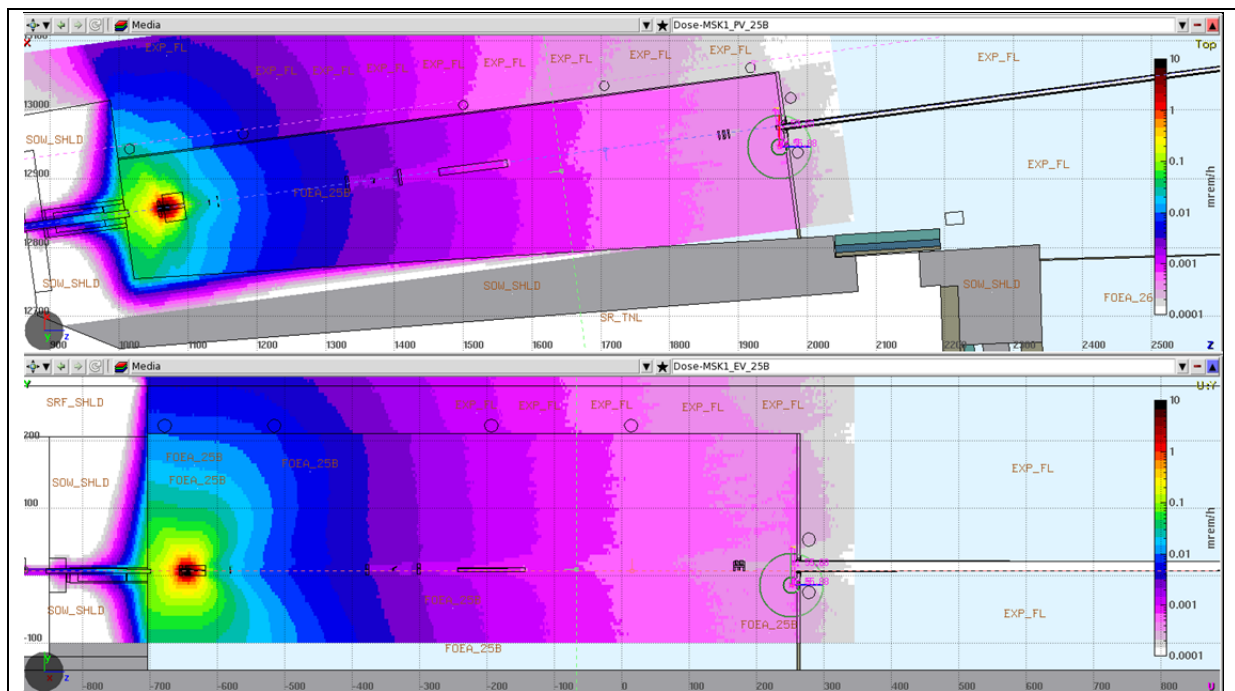 Media
Dose-MSK1_PV_25B
Top
EXP_FL
EXP_FL EXP_FL EXP_FL EXP_FL EXP_FL EXP_FL EXP_FL EXP_FL EXP_FL
13000
SOW_SHLD
EXP_FL
12900
FOEA_25B
12800
SOW_SHLD
SOW_SHLD
SOW_SHLD
FOEA_26
12700
SR_TNL
900 1000 1100 1200 1300 1400 1500 1600 1700 1800 1900 2000 2100 2200 2300 2400 2500 Z
10
1
0.1
0.01
0.001
0.0001
mrem/h
Media
Dose-MSK1_EV_25B
Y
U:Y
SRF_SHLD
EXP_FL EXP_FL EXP_FL EXP_FL EXP_FL
200
FOEA_25B
FOEA_25B
FOEA_25B
EXP_FL
SOW_SHLD
100
SOW_SHLD
FOEA_25B
FOEA_25B
EXP_FL
-100
FOEA_25B
-800 -700 -600 -500 -400 -300 -200 -100 0 100 200 300 400 500 600 700 800 U
10
1
0.1
0.01
0.001
0.0001
mrem/h